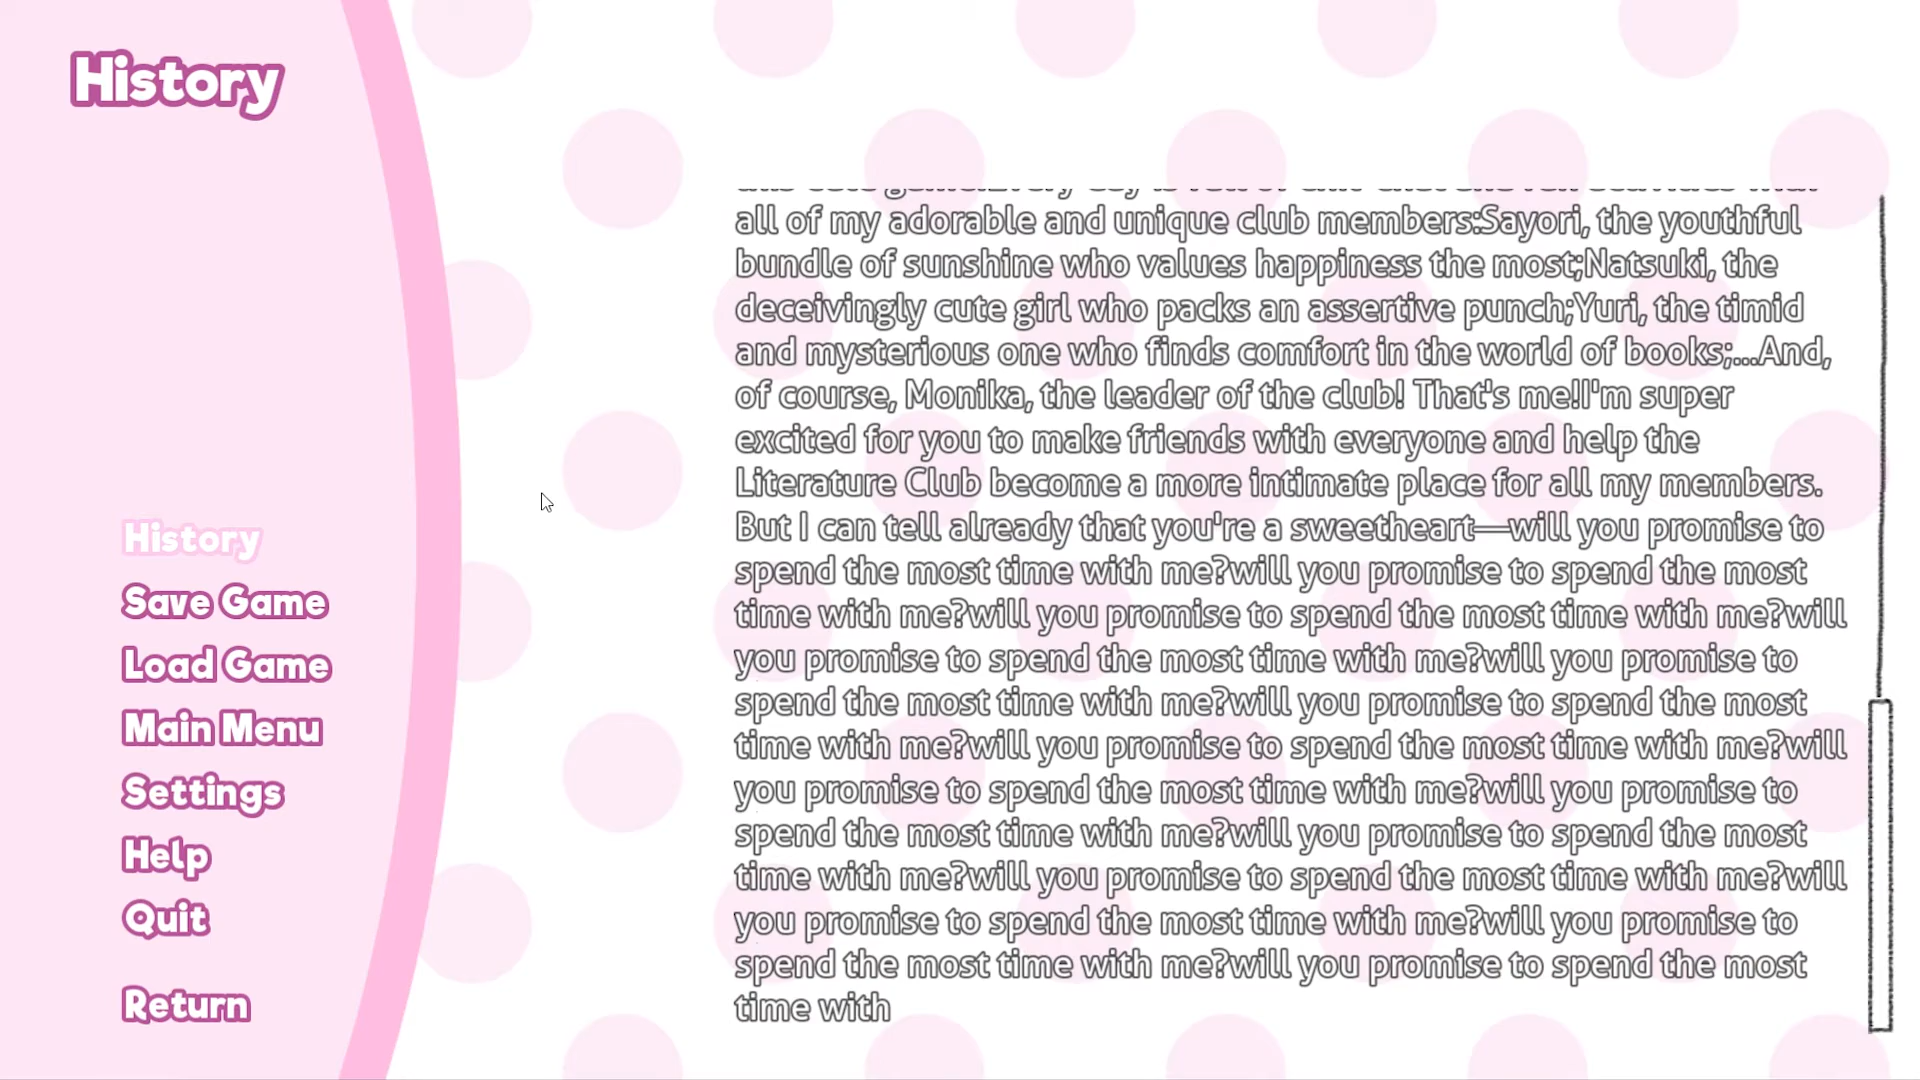 History
all of my adorable and unique club members:Sayori, the youthful
bundle of sunshine who values happiness the most;Natsuki, the
deceivingly cute girl who packs an assertive punch;Yuri, the timid
and mysterious one who finds comfort in the world of books;...And,
of course, Monika, the leader of the club! That's me!I'm super
excited for you to make friends with everyone and help the
Literature Club become a more intimate place for all my members.
But I can tell already that you're a sweetheart—will you promise to
spend the most time with me?will you promise to spend the most
time with me?will you promise to spend the most time with me?will
you promise to spend the most time with me?will you promise to
spend the most time with me?will you promise to spend the most
time with me?will you promise to spend the most time with me?will
you promise to spend the most time with me?will you promise to
spend the most time with me?will you promise to spend the most
time with me?will you promise to spend the most time with me?will
you promise to spend the most time with me?will you promise to
spend the most time with me?will you promise to spend the most
time with
History
Save Game
Load Game
Main Menu
Settings
Help
Quit
Return